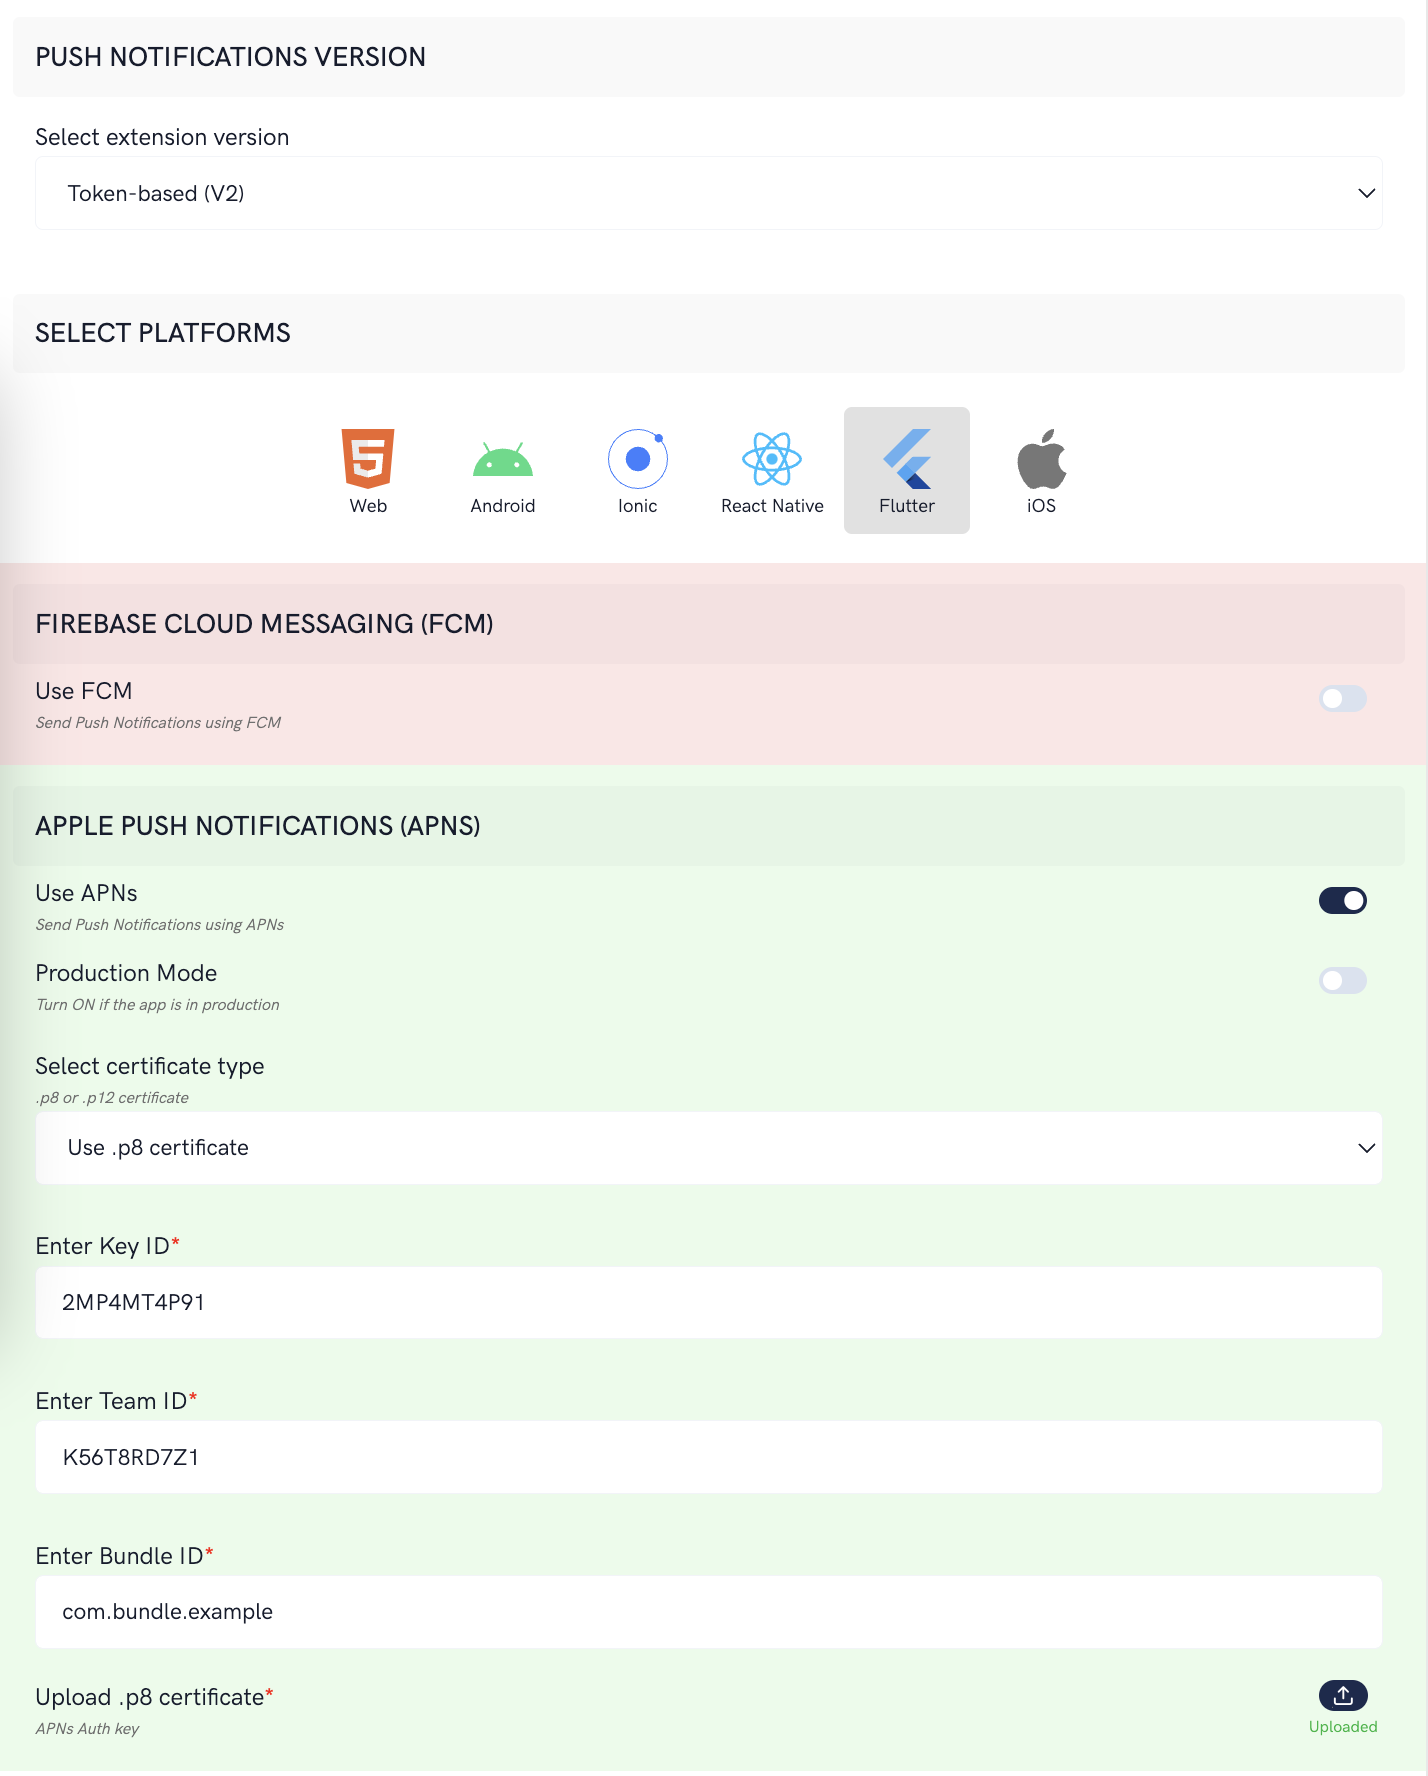 PUSH NOTIFICATIONS VERSION
Select extension version
Token-based (V2)
SELECT PLATFORMS
Web
Android
Ionic
React Native
Flutter
iOS
FIREBASE CLOUD MESSAGING (FCM)
Use FCM
Send Push Notifications using FCM
APPLE PUSH NOTIFICATIONS (APNS)
Use APNs
Send Push Notifications using APNs
Production Mode
Turn ON if the app is in production
Select certificate type
.p8 or .p12 certificate
Use .p8 certificate
Enter Key ID*
2MP4MT4P91
Enter Team ID*
K56T8RD7Z1
Enter Bundle ID*
com.bundle.example
Upload .p8 certificate*
APNs Auth key
Uploaded